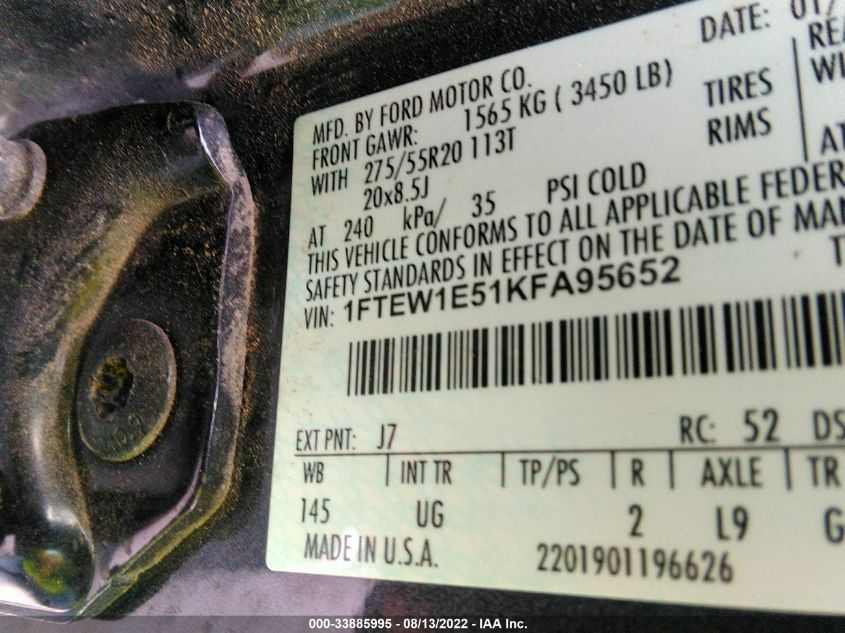 DATE: 01/
MFD. BY FORD MOTOR CO.
FRONT GAWR: 1565 KG ( 3450 LB)
WITH 275/55R20 113T TIRES
20x8.5J RIMS
AT 240 kPa/ 35 PSI COLD
THIS VEHICLE CONFORMS TO ALL APPLICABLE FEDER
SAFETY STANDARDS IN EFFECT ON THE DATE OF MAN
VIN: 1FTEW1E51KFA95652
EXT PNT: J7 RC: 52 DS
WB INT TR TP/PS R AXLE TR
145 UG 2 L9 G
MADE IN U.S.A. 2201901196626
000-33885995 - 08/13/2022 - IAA Inc.